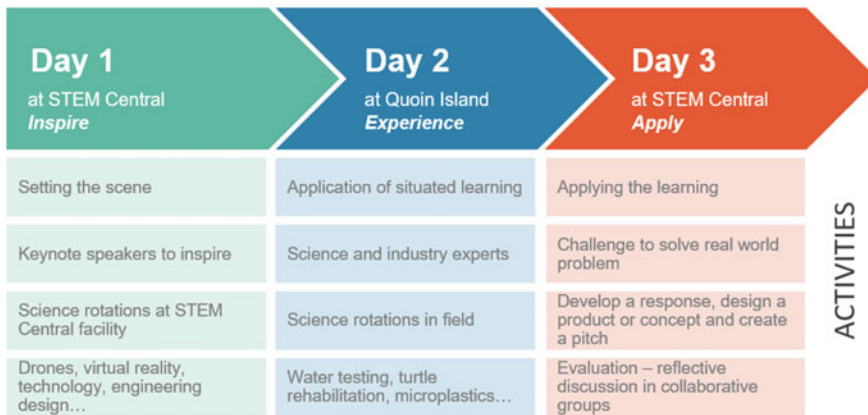 Day 1
at STEM Central
Inspire
Day 2
at Quoin Island
Experience
Day 3
at STEM Central
Apply
Setting the scene
Application of situated learning
Applying the learning
Keynote speakers to inspire
Science and industry experts
Challenge to solve real world
problem
Science rotations at STEM
Central facility
Science rotations in field
Develop a response, design a
product or concept and create
a pitch
Drones, virtual reality,
technology, engineering
design…
Water testing, turtle
rehabilitation, microplastics…
Evaluation – reflective
discussion in collaborative
groups
ACTIVITIES